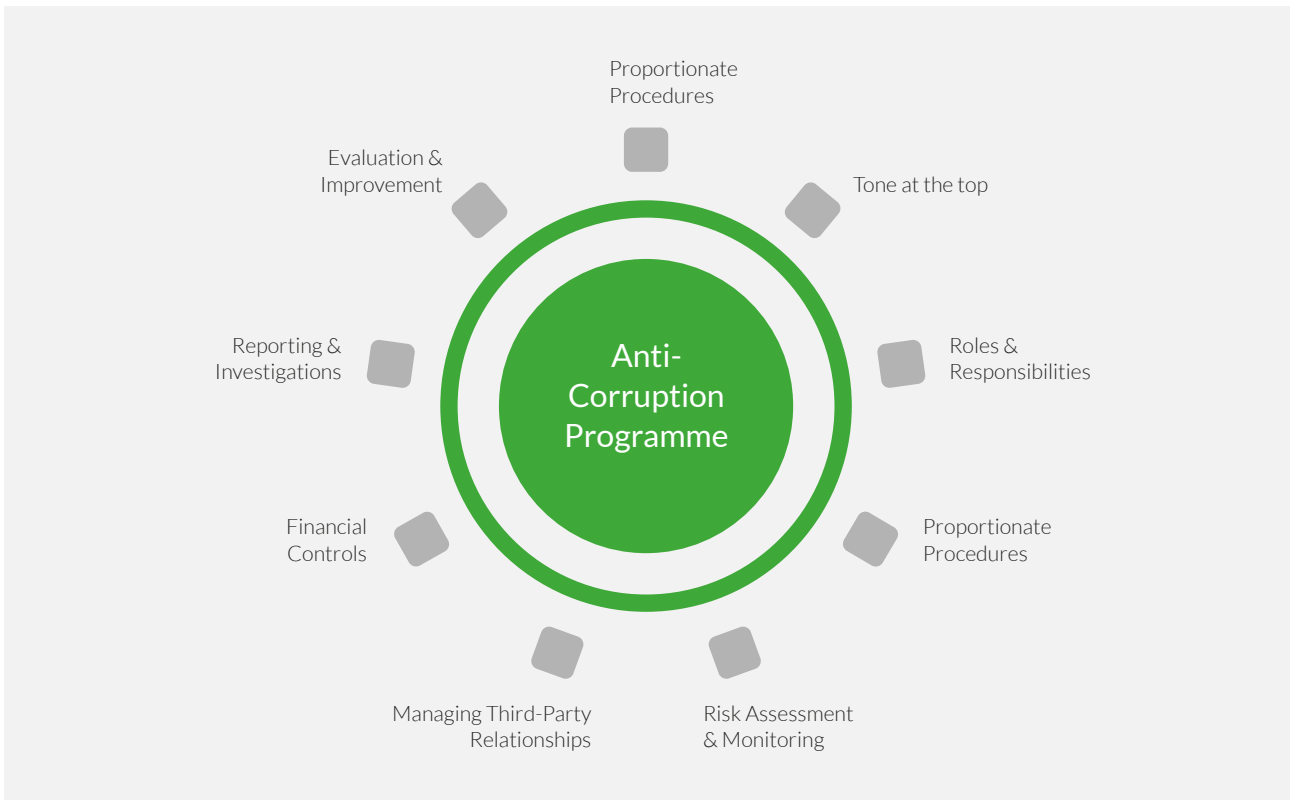 Proportionate
Procedures
Evaluation &
Improvement
Tone at the top
Reporting &
Investigations
Anti-
Corruption
Programme
Roles &
Responsibilities
Financial
Controls
Proportionate
Procedures
Managing Third-Party
Relationships
Risk Assessment
& Monitoring